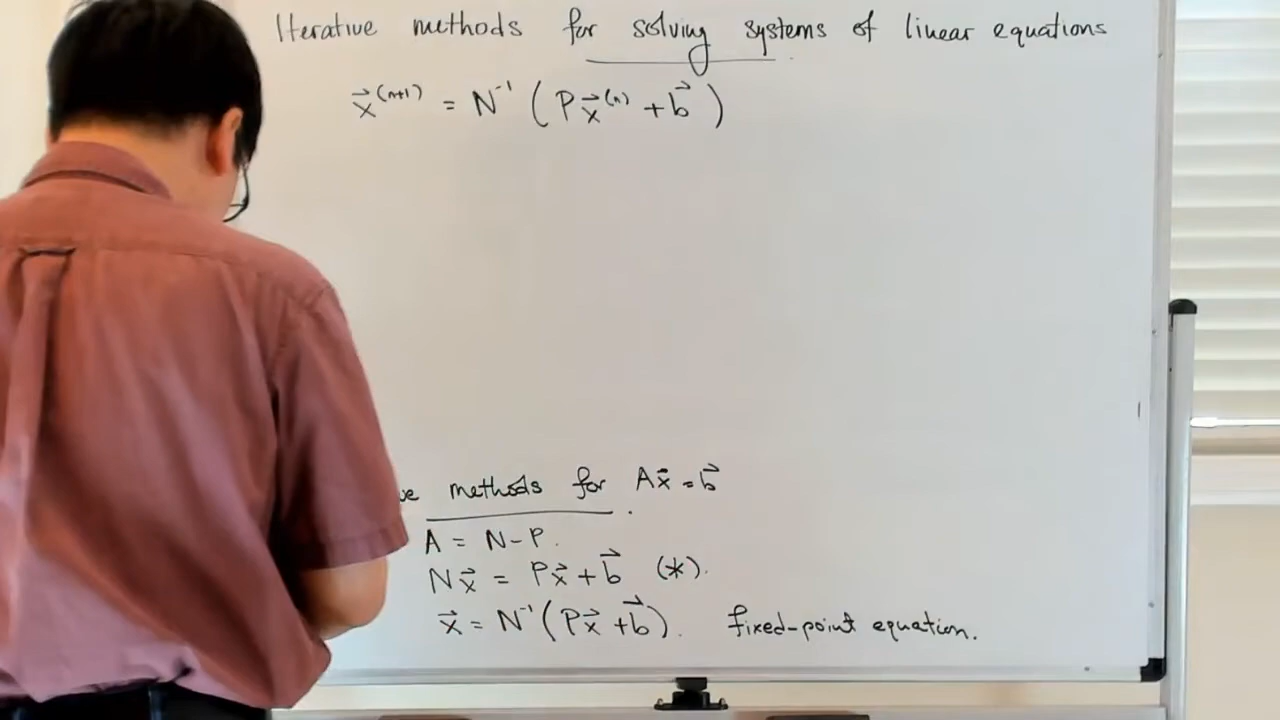 Iterative methods for solving systems of linear equations
x⃗⁽ⁿ⁺¹⁾ = N⁻¹ ( P x⃗⁽ⁿ⁾ + b⃗ )
methods for Ax⃗ = b⃗
A = N - P.
N x⃗ = P x⃗ + b⃗ (*).
x⃗ = N⁻¹ ( P x⃗ + b⃗ ). fixed-point equation.